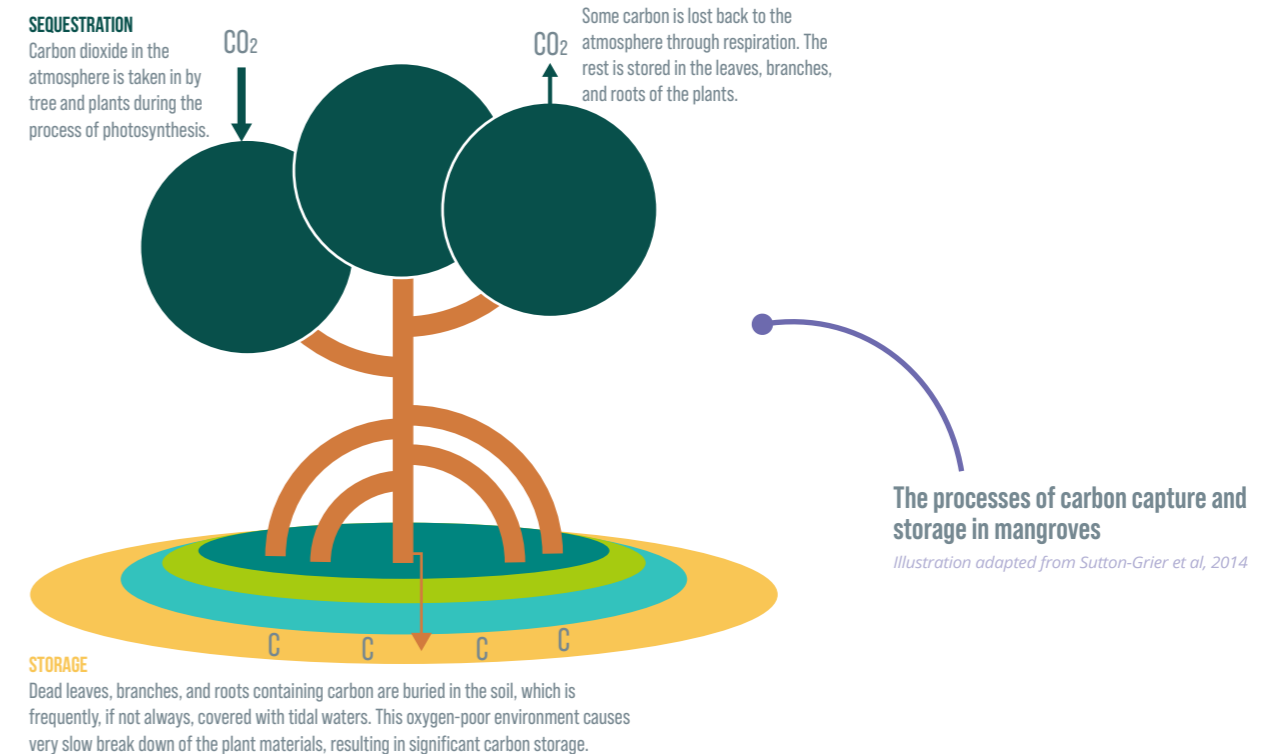 SEQUESTRATION
Carbon dioxide in the
atmosphere is taken in by
tree and plants during the
process of photosynthesis.
CO2
CO2
Some carbon is lost back to the
atmosphere through respiration. The
rest is stored in the leaves, branches,
and roots of the plants.
The processes of carbon capture and
storage in mangroves
Illustration adapted from Sutton-Grier et al, 2014
C
C
C
C
STORAGE
Dead leaves, branches, and roots containing carbon are buried in the soil, which is
frequently, if not always, covered with tidal waters. This oxygen-poor environment causes
very slow break down of the plant materials, resulting in significant carbon storage.